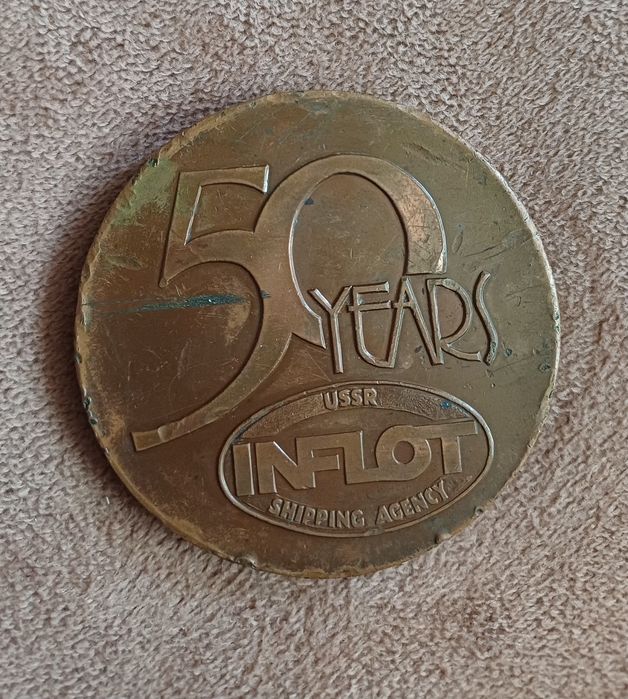 50
YEARS
USSR
INFLOT
SHIPPING AGENCY